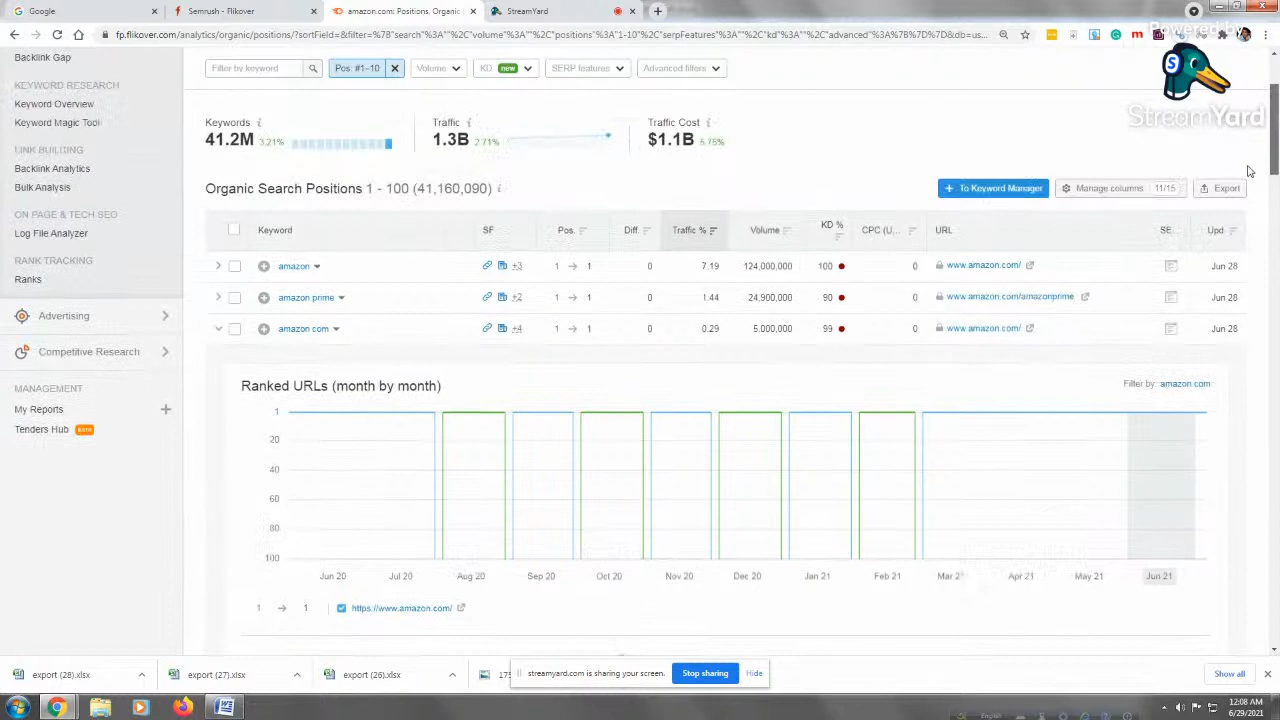 Google
Semrush - Flikover
amazon.com: Positions, Organic
StreamYard
fp.flikover.com/analytics/organic/positions/?sortField=&filter=%7B"search"%3A""%2C"positions"%3A"1-10"%2C"serpFeatures"%3A""%2C"kd"%3A""%2C"advanced"%3A%7B%7D%7D&db=us...
Powered by
StreamYard
Backlink Gap
KEYWORD RESEARCH
Keyword Overview
Keyword Magic Tool
LINK BUILDING
Backlink Analytics
Bulk Analysis
ON PAGE & TECH SEO
Log File Analyzer
RANK TRACKING
Ranks
Advertising
Competitive Research
MANAGEMENT
My Reports
Tenders Hub BETA
Filter by keyword Pos: #1–10 Volume KD new SERP features Advanced filters
Keywords Traffic Traffic Cost
41.2M 3.21% 1.3B 2.71% $1.1B 5.75%
Organic Search Positions 1 - 100 (41,160,090)
To Keyword Manager Manage columns 11/15 Export
Keyword SF Pos. Diff. Traffic % Volume KD % CPC (U... URL SE... Upd.
amazon +3 1 → 1 0 7.19 124,000,000 100 0 www.amazon.com/ Jun 28
amazon prime +2 1 → 1 0 1.44 24,900,000 90 0 www.amazon.com/amazonprime Jun 28
amazon com +4 1 → 1 0 0.29 5,000,000 99 0 www.amazon.com/ Jun 28
Ranked URLs (month by month) Filter by: amazon.com
1
20
40
60
80
100
Jun 20 Jul 20 Aug 20 Sep 20 Oct 20 Nov 20 Dec 20 Jan 21 Feb 21 Mar 21 Apr 21 May 21 Jun 21
1 → 1 https://www.amazon.com/
export (27).xlsx export (26).xlsx streamyard.com is sharing your screen. Stop sharing Hide Show all
English
12:08 AM
6/29/2021